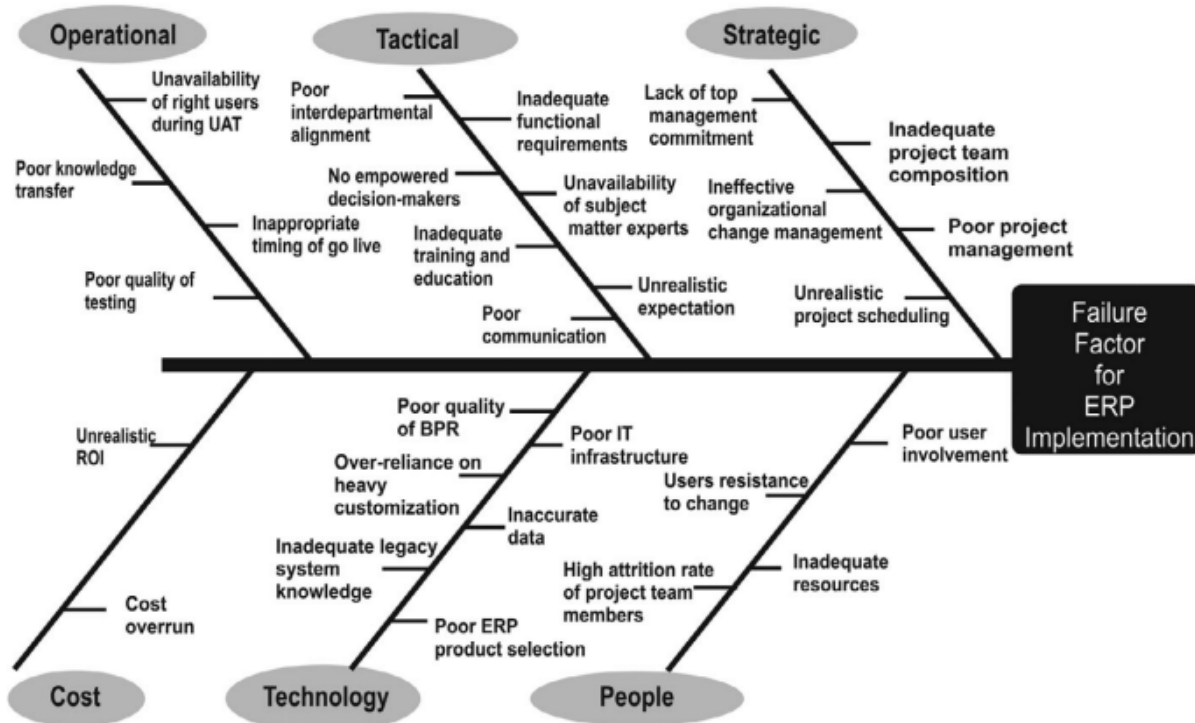 Operational
Tactical
Strategic
Unavailability
of right users
during UAT
Poor knowledge
transfer
Inappropriate
timing of go live
Poor quality of
testing
Poor
interdepartmental
alignment
Inadequate
functional
requirements
No empowered
decision-makers
Unavailability
of subject
matter experts
Inadequate
training and
education
Unrealistic
expectation
Poor
communication
Lack of top
management
commitment
Inadequate
project team
composition
Ineffective
organizational
change management
Poor project
management
Unrealistic
project scheduling
Failure
Factor
for
ERP
Implementation
Unrealistic
ROI
Cost
overrun
Poor quality
of BPR
Poor IT
infrastructure
Over-reliance on
heavy
customization
Inaccurate
data
Inadequate legacy
system
knowledge
Poor ERP
product selection
Poor user
involvement
Users resistance
to change
Inadequate
resources
High attrition rate
of project team
members
Cost
Technology
People